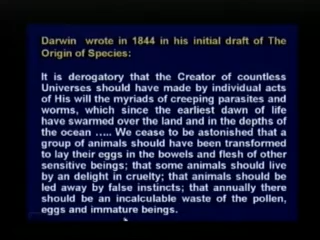 Darwin wrote in 1844 in his initial draft of The
Origin of Species:
It is derogatory that the Creator of countless
Universes should have made by individual acts
of His will the myriads of creeping parasites and
worms, which since the earliest dawn of life
have swarmed over the land and in the depths of
the ocean ..... We cease to be astonished that a
group of animals should have been transformed
to lay their eggs in the bowels and flesh of other
sensitive beings; that some animals should live
by an delight in cruelty; that animals should be
led away by false instincts; that annually there
should be an incalculable waste of the pollen,
eggs and immature beings.